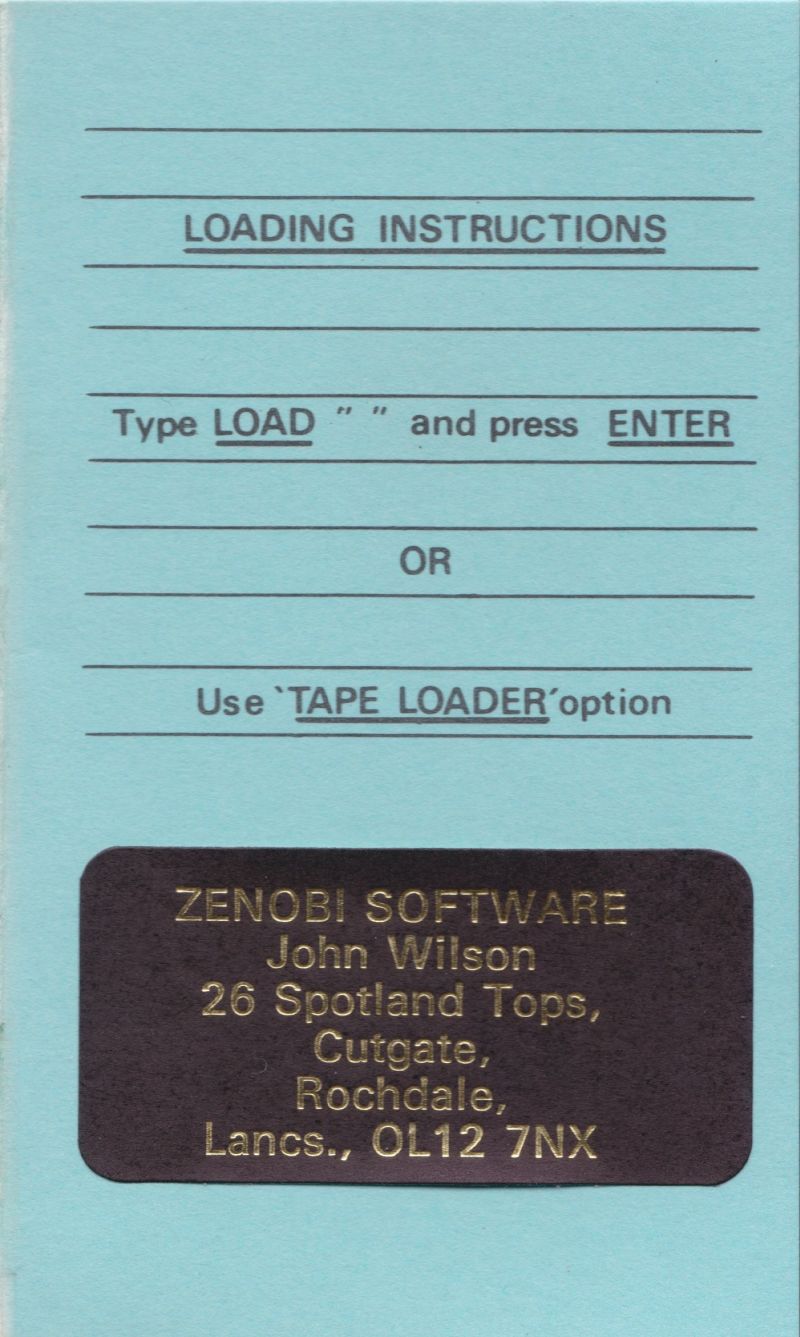 LOADING INSTRUCTIONS
Type LOAD " " and press ENTER
OR
Use `TAPE LOADER´option
ZENOBI SOFTWARE
John Wilson
26 Spotland Tops,
Cutgate,
Rochdale,
Lancs., OL12 7NX